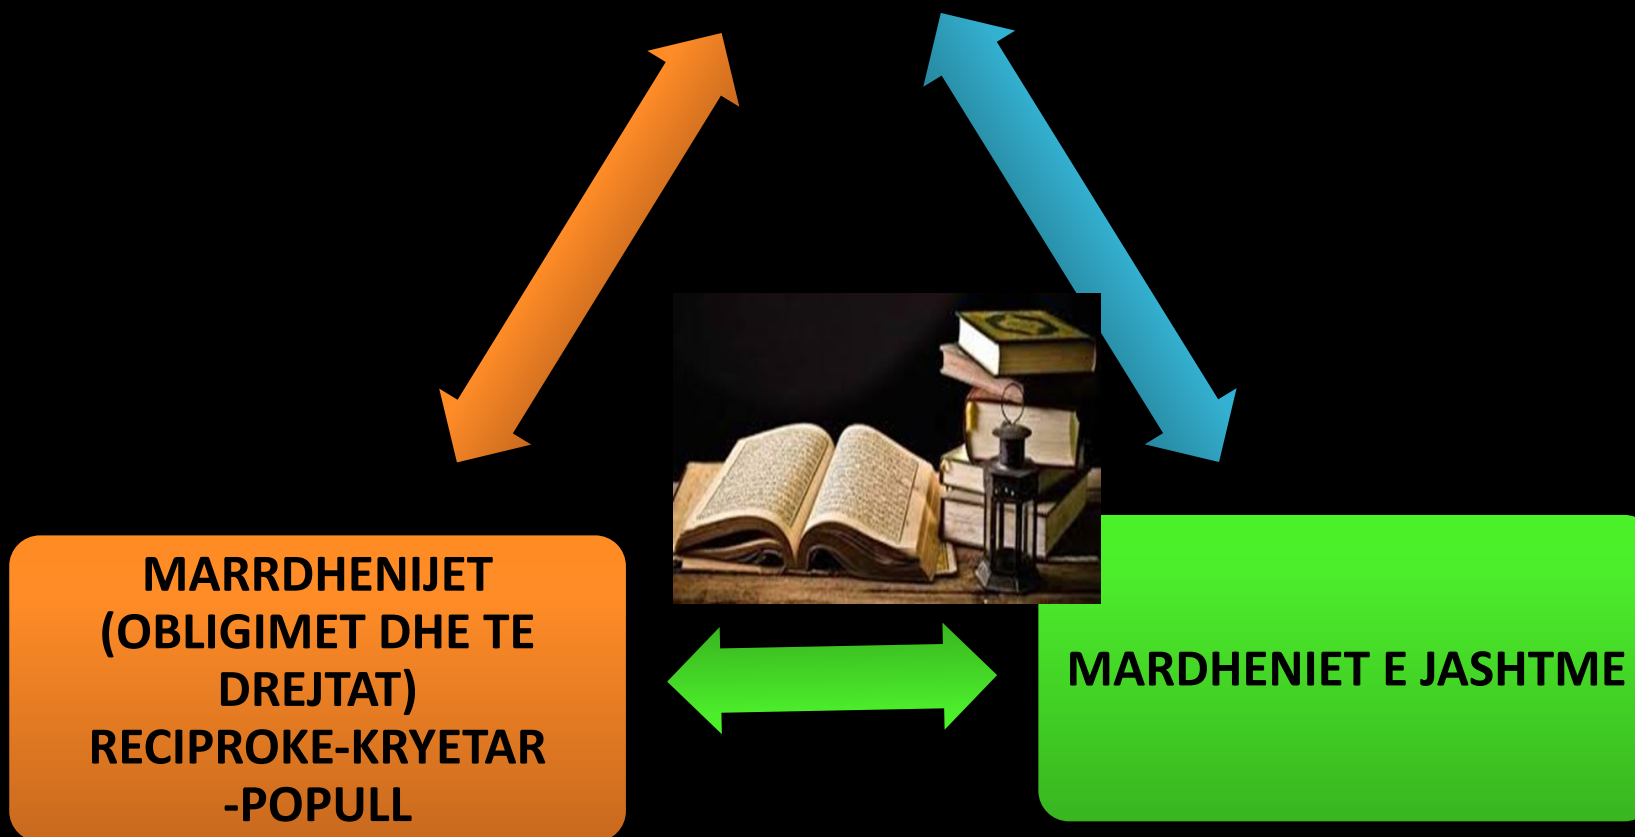 MARRDHENIJET
(OBLIGIMET DHE TE
DREJTAT)
RECIPROKE-KRYETAR
-POPULL
MARDHENIET E JASHTME